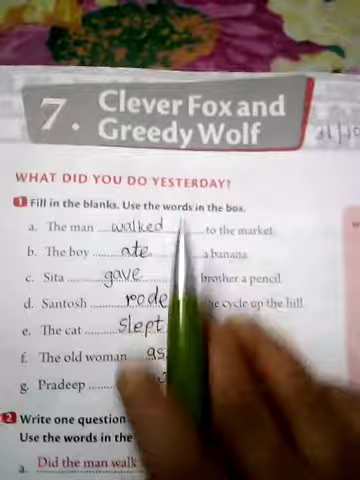 7. Clever Fox and
Greedy Wolf
WHAT DID YOU DO YESTERDAY?
1 Fill in the blanks. Use the words in the box.
a. The man walked to the market.
b. The boy ate a banana.
c. Sita gave brother a pencil.
d. Santosh rode the cycle up the hill.
e. The cat slept
f. The old woman as
g. Pradeep
2 Write one question
Use the words in the
a. Did the man walk